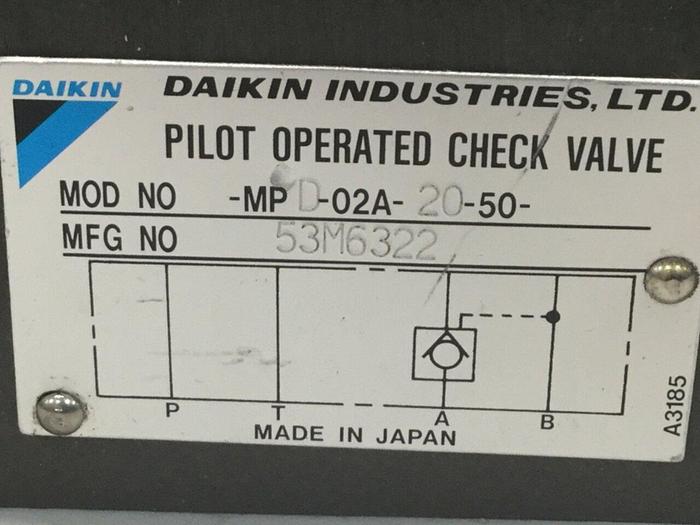 DAIKIN
DAIKIN INDUSTRIES, LTD.
PILOT OPERATED CHECK VALVE
MOD NO -MPD-02A-20-50-
MFG NO 53M6322
P T A B
MADE IN JAPAN
A3185